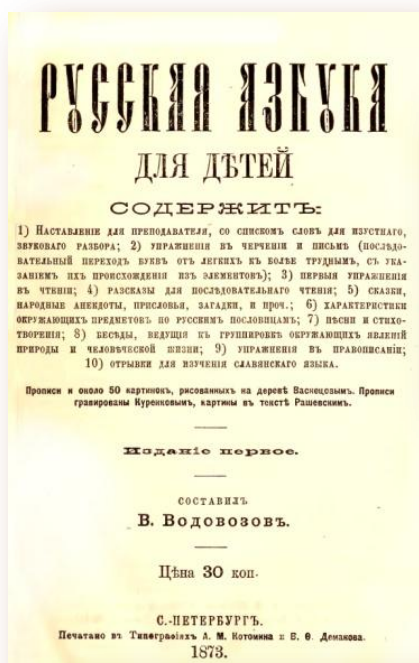 РУССКАЯ АЗБУКА
ДЛЯ ДѢТЕЙ
СОДЕРЖИТЪ:
1) Наставленіе для преподавателя, со спискомъ словъ для изустнаго,
звуковаго разбора; 2) упражненія въ черченіи и письмѣ (послѣдо-
вательный переходъ буквъ отъ легкихъ къ болѣе труднымъ, съ ука-
заніемъ ихъ происхожденія изъ элементовъ); 3) первыя упражненія
въ чтеніи; 4) разсказы для послѣдовательнаго чтенія; 5) сказки,
народные анекдоты, присловья, загадки, и проч.; 6) характеристики
окружающихъ предметовъ по русскимъ пословицамъ; 7) пѣсни и стихо-
творенія; 8) бесѣды, ведущія къ группировкѣ окружающихъ явленій
природы и человѣческой жизни; 9) упражненія въ правописаніи;
10) отрывки для изученія славянскаго языка.
Прописи и около 50 картинокъ, рисованныхъ на деревѣ Васнецовымъ. Прописи
гравированы Куренковымъ, картины въ текстѣ Рашевскимъ.
Изданіе первое.
СОСТАВИЛЪ
В. Водовозовъ.
Цѣна 30 коп.
С.-ПЕТЕРБУРГЪ.
Печатано въ Типографіяхъ А. М. Котомина и В. Ѳ. Демакова.
1873.